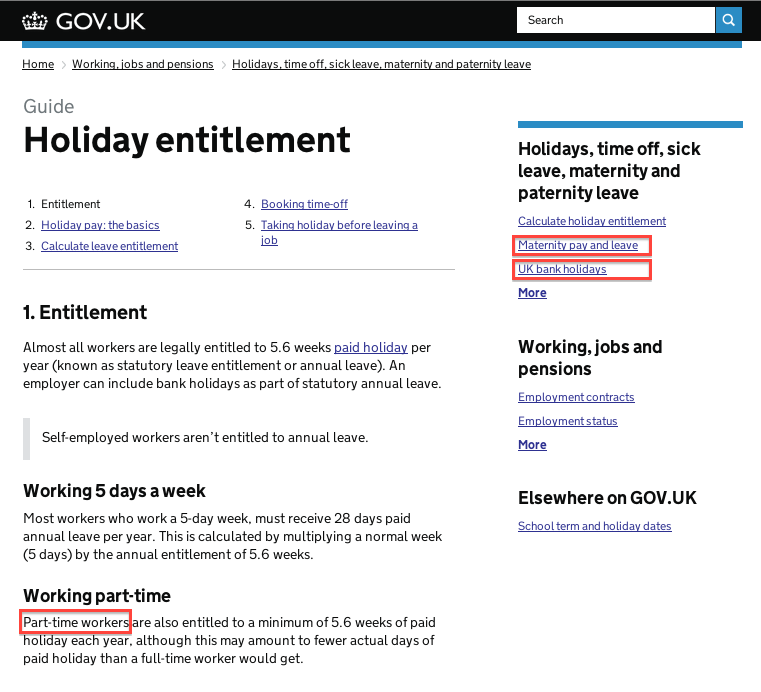 GOV.UK
Search
Home > Working, jobs and pensions > Holidays, time off, sick leave, maternity and paternity leave
Guide
Holiday entitlement
1. Entitlement
2. Holiday pay: the basics
3. Calculate leave entitlement
4. Booking time-off
5. Taking holiday before leaving a
job
1. Entitlement
Almost all workers are legally entitled to 5.6 weeks paid holiday per
year (known as statutory leave entitlement or annual leave). An
employer can include bank holidays as part of statutory annual leave.
Self-employed workers aren’t entitled to annual leave.
Working 5 days a week
Most workers who work a 5-day week, must receive 28 days paid
annual leave per year. This is calculated by multiplying a normal week
(5 days) by the annual entitlement of 5.6 weeks.
Working part-time
Part-time workers are also entitled to a minimum of 5.6 weeks of paid
holiday each year, although this may amount to fewer actual days of
paid holiday than a full-time worker would get.
Holidays, time off, sick
leave, maternity and
paternity leave
Calculate holiday entitlement
Maternity pay and leave
UK bank holidays
More
Working, jobs and
pensions
Employment contracts
Employment status
More
Elsewhere on GOV.UK
School term and holiday dates